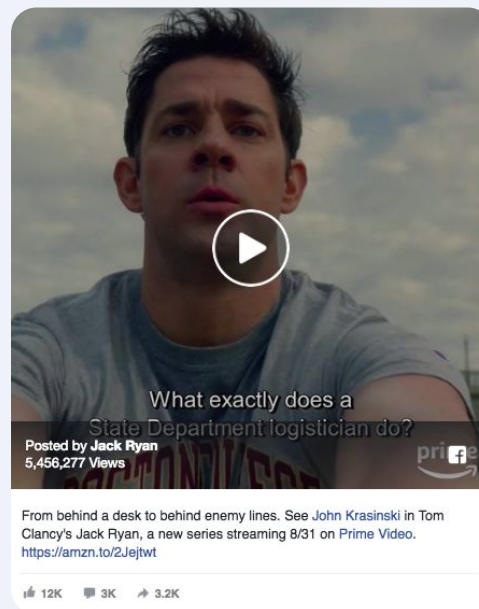 What exactly does a
State Department logistician do?
Posted by Jack Ryan
5,456,277 Views
prime
From behind a desk to behind enemy lines. See John Krasinski in Tom
Clancy's Jack Ryan, a new series streaming 8/31 on Prime Video.
https://amzn.to/2Jejtwt
12K 3K 3.2K